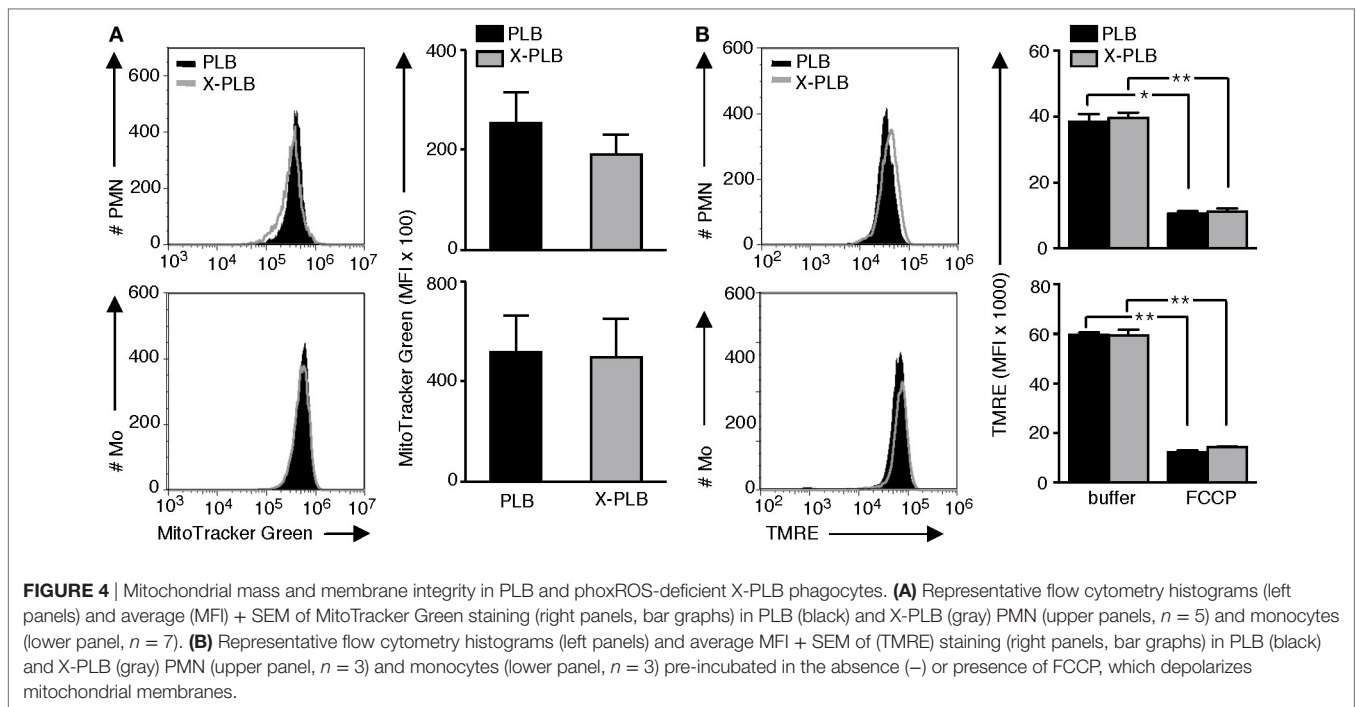 A
PLB
X-PLB
# PMN
600
400
200
0
10³ 10⁴ 10⁵ 10⁶ 10⁷
# Mo
600
400
200
0
10³ 10⁴ 10⁵ 10⁶ 10⁷
MitoTracker Green
PLB
X-PLB
MitoTracker Green (MFI x 100)
400
200
0
800
400
0
PLB X-PLB
B
PLB
X-PLB
# PMN
600
400
200
0
10² 10³ 10⁴ 10⁵ 10⁶
# Mo
600
400
200
0
10² 10³ 10⁴ 10⁵ 10⁶
TMRE
PLB
X-PLB
TMRE (MFI x 1000)
60
40
20
0
* **
60
40
20
0
** **
buffer FCCP
FIGURE 4 | Mitochondrial mass and membrane integrity in PLB and phoxROS-deficient X-PLB phagocytes. (A) Representative flow cytometry histograms (left
panels) and average (MFI) + SEM of MitoTracker Green staining (right panels, bar graphs) in PLB (black) and X-PLB (gray) PMN (upper panels, n = 5) and monocytes
(lower panel, n = 7). (B) Representative flow cytometry histograms (left panels) and average MFI + SEM of (TMRE) staining (right panels, bar graphs) in PLB (black)
and X-PLB (gray) PMN (upper panel, n = 3) and monocytes (lower panel, n = 3) pre-incubated in the absence (–) or presence of FCCP, which depolarizes
mitochondrial membranes.